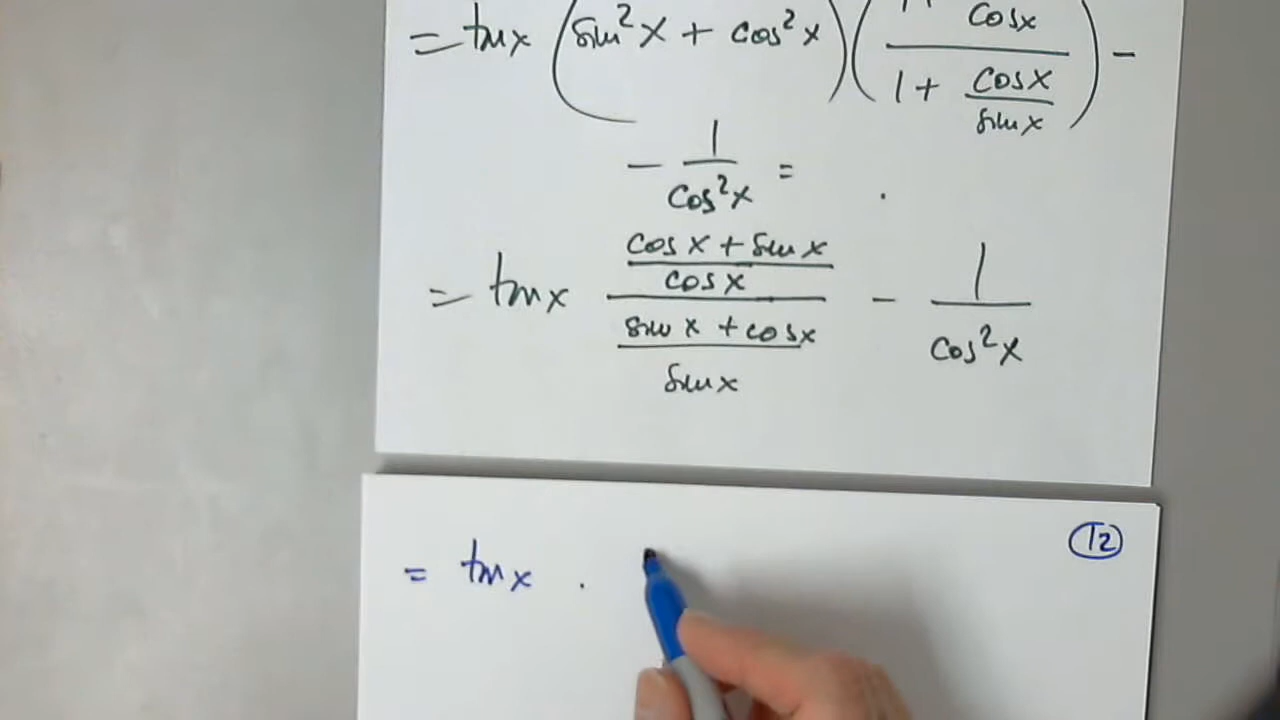 = tan x (sin²x + cos²x) ( cos x / 1 + cos x / sin x ) −
− 1 / cos²x =
= tan x ((cos x + sin x) / cos x) / ((sin x + cos x) / sin x) − 1 / cos²x
12
= tan x ·